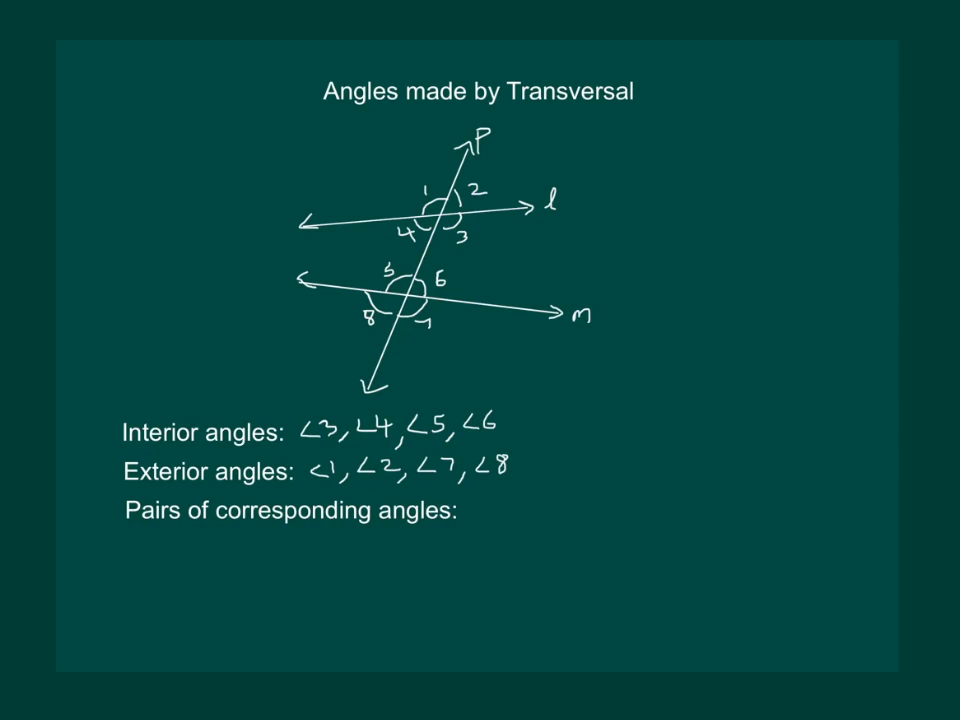 Angles made by Transversal
P
1 2
l
4 3
5 6
8 7
m
Interior angles: ∠3, ∠4, ∠5, ∠6
Exterior angles: ∠1, ∠2, ∠7, ∠8
Pairs of corresponding angles: